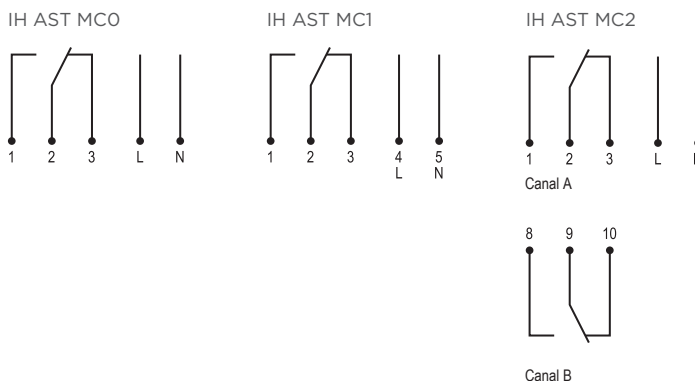 IH AST MC0
1 2 3 L N
IH AST MC1
1 2 3 4 5
L N
IH AST MC2
1 2 3 L
Canal A
8 9 10
Canal B